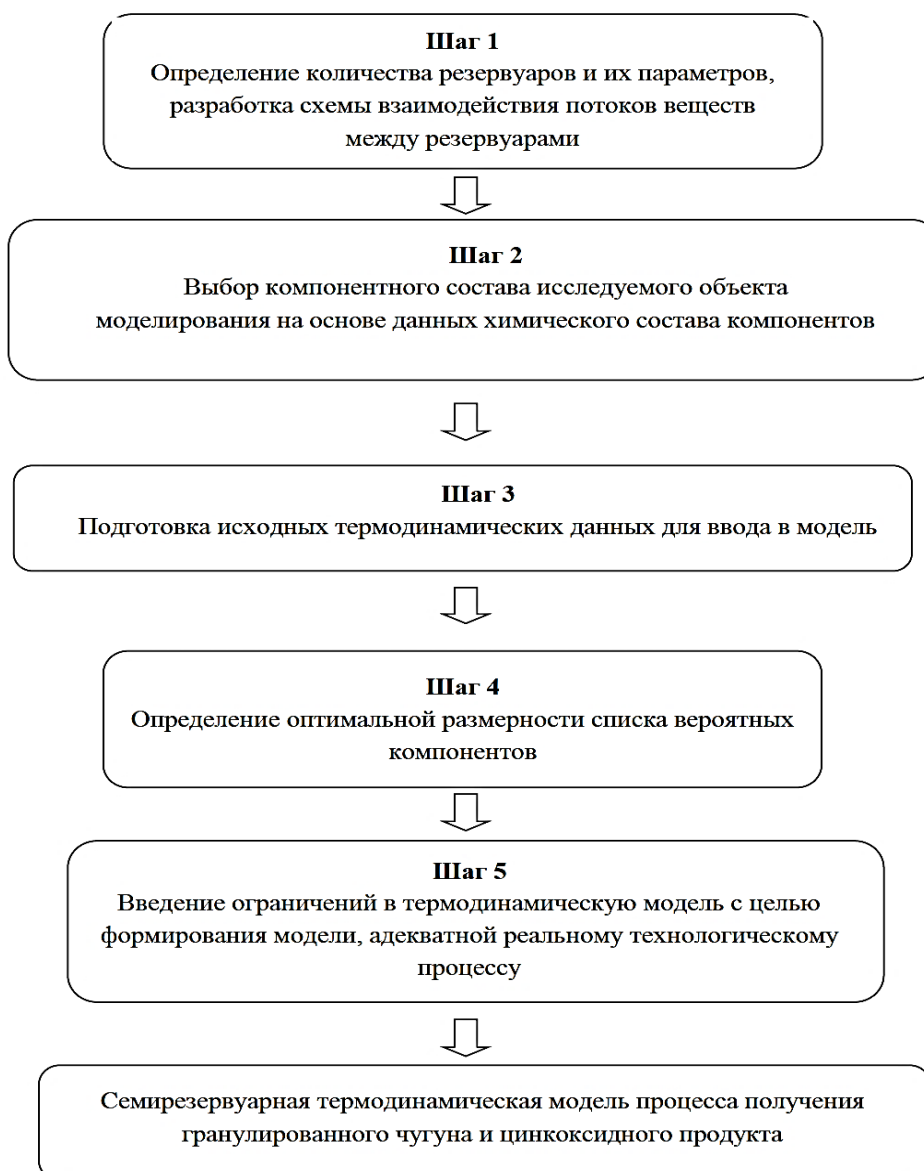 Шаг 1
Определение количества резервуаров и их параметров,
разработка схемы взаимодействия потоков веществ
между резервуарами
Шаг 2
Выбор компонентного состава исследуемого объекта
моделирования на основе данных химического состава компонентов
Шаг 3
Подготовка исходных термодинамических данных для ввода в модель
Шаг 4
Определение оптимальной размерности списка вероятных
компонентов
Шаг 5
Введение ограничений в термодинамическую модель с целью
формирования модели, адекватной реальному технологическому
процессу
Семирезервуарная термодинамическая модель процесса получения
гранулированного чугуна и цинкоксидного продукта